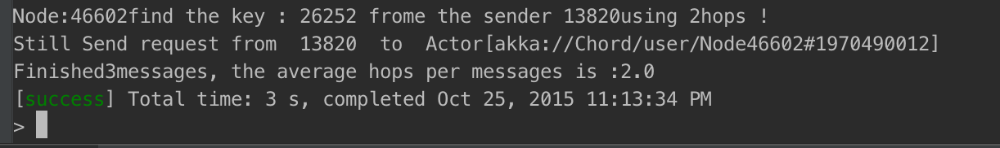 Node:46602find the key : 26252 frome the sender 13820using 2hops !
Still Send request from  13820  to  Actor[akka://Chord/user/Node46602#1970490012]
Finished3messages, the average hops per messages is :2.0
[success] Total time: 3 s, completed Oct 25, 2015 11:13:34 PM
>